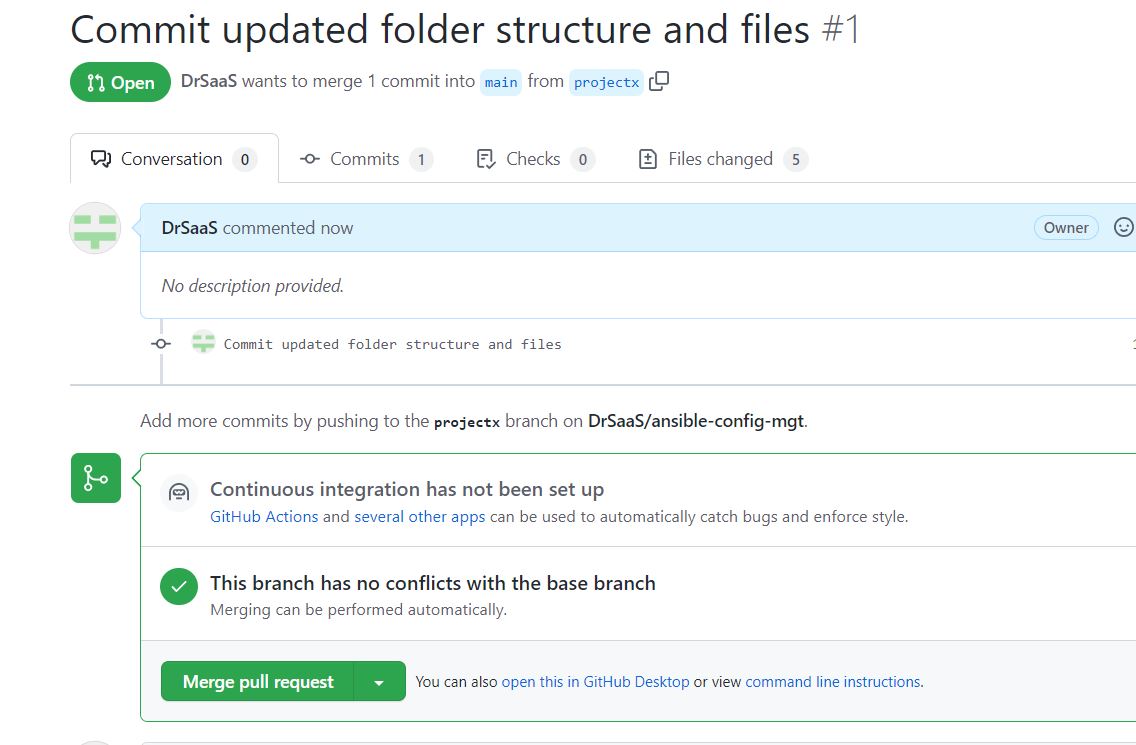 Commit updated folder structure and files #1
Open DrSaaS wants to merge 1 commit into main from projectx
Conversation 0 Commits 1 Checks 0 Files changed 5
DrSaaS commented now Owner
No description provided.
Commit updated folder structure and files
Add more commits by pushing to the projectx branch on DrSaaS/ansible-config-mgt.
Continuous integration has not been set up
GitHub Actions and several other apps can be used to automatically catch bugs and enforce style.
This branch has no conflicts with the base branch
Merging can be performed automatically.
Merge pull request You can also open this in GitHub Desktop or view command line instructions.